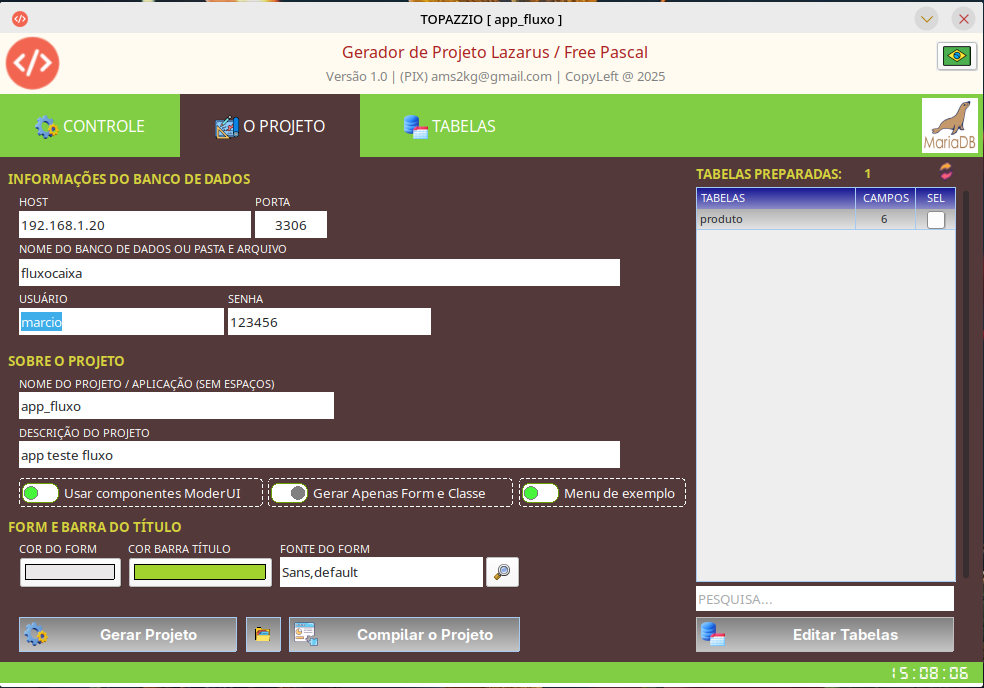 TOPAZZIO [ app_fluxo ]
Gerador de Projeto Lazarus / Free Pascal
Versão 1.0 | (PIX) ams2kg@gmail.com | CopyLeft @ 2025
CONTROLE
O PROJETO
TABELAS
MariaDB
INFORMAÇÕES DO BANCO DE DADOS
HOST
PORTA
192.168.1.20
3306
NOME DO BANCO DE DADOS OU PASTA E ARQUIVO
fluxocaixa
USUÁRIO
SENHA
marcio
123456
SOBRE O PROJETO
NOME DO PROJETO / APLICAÇÃO (SEM ESPAÇOS)
app_fluxo
DESCRIÇÃO DO PROJETO
app teste fluxo
Usar componentes ModerUI
Gerar Apenas Form e Classe
Menu de exemplo
FORM E BARRA DO TÍTULO
COR DO FORM
COR BARRA TÍTULO
FONTE DO FORM
Sans,default
Gerar Projeto
Compilar o Projeto
TABELAS PREPARADAS: 1
TABELAS CAMPOS SEL
produto 6
PESQUISA...
Editar Tabelas
15:08:06